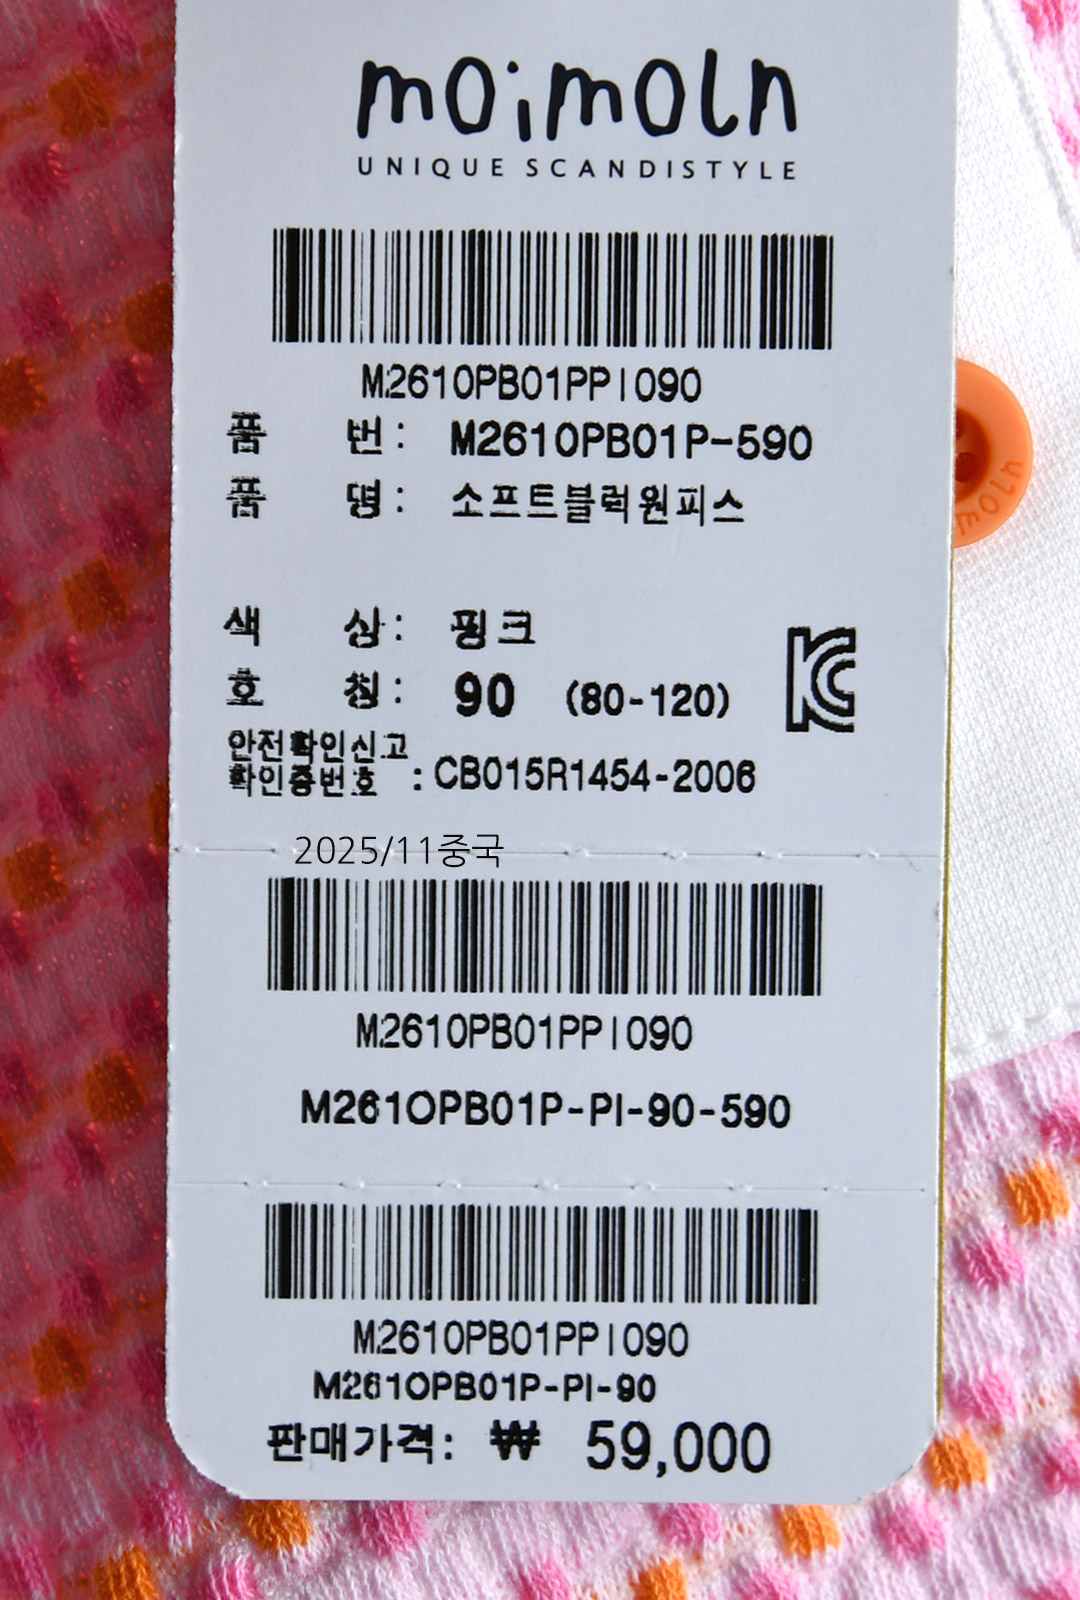 moimoln
UNIQUE SCANDISTYLE
M2610PB01PPI090
품 번: M2610PB01P-590
품 명: 소프트블럭원피스
색 상: 핑크
호 칭: 90 (80-120)
안전확인신고
확인증번호 : CB015R1454-2006
2025/11중국
M2610PB01PPI090
M2610PB01P-PI-90-590
M2610PB01PPI090
M2610PB01P-PI-90
판매가격: ₩ 59,000
moimoln